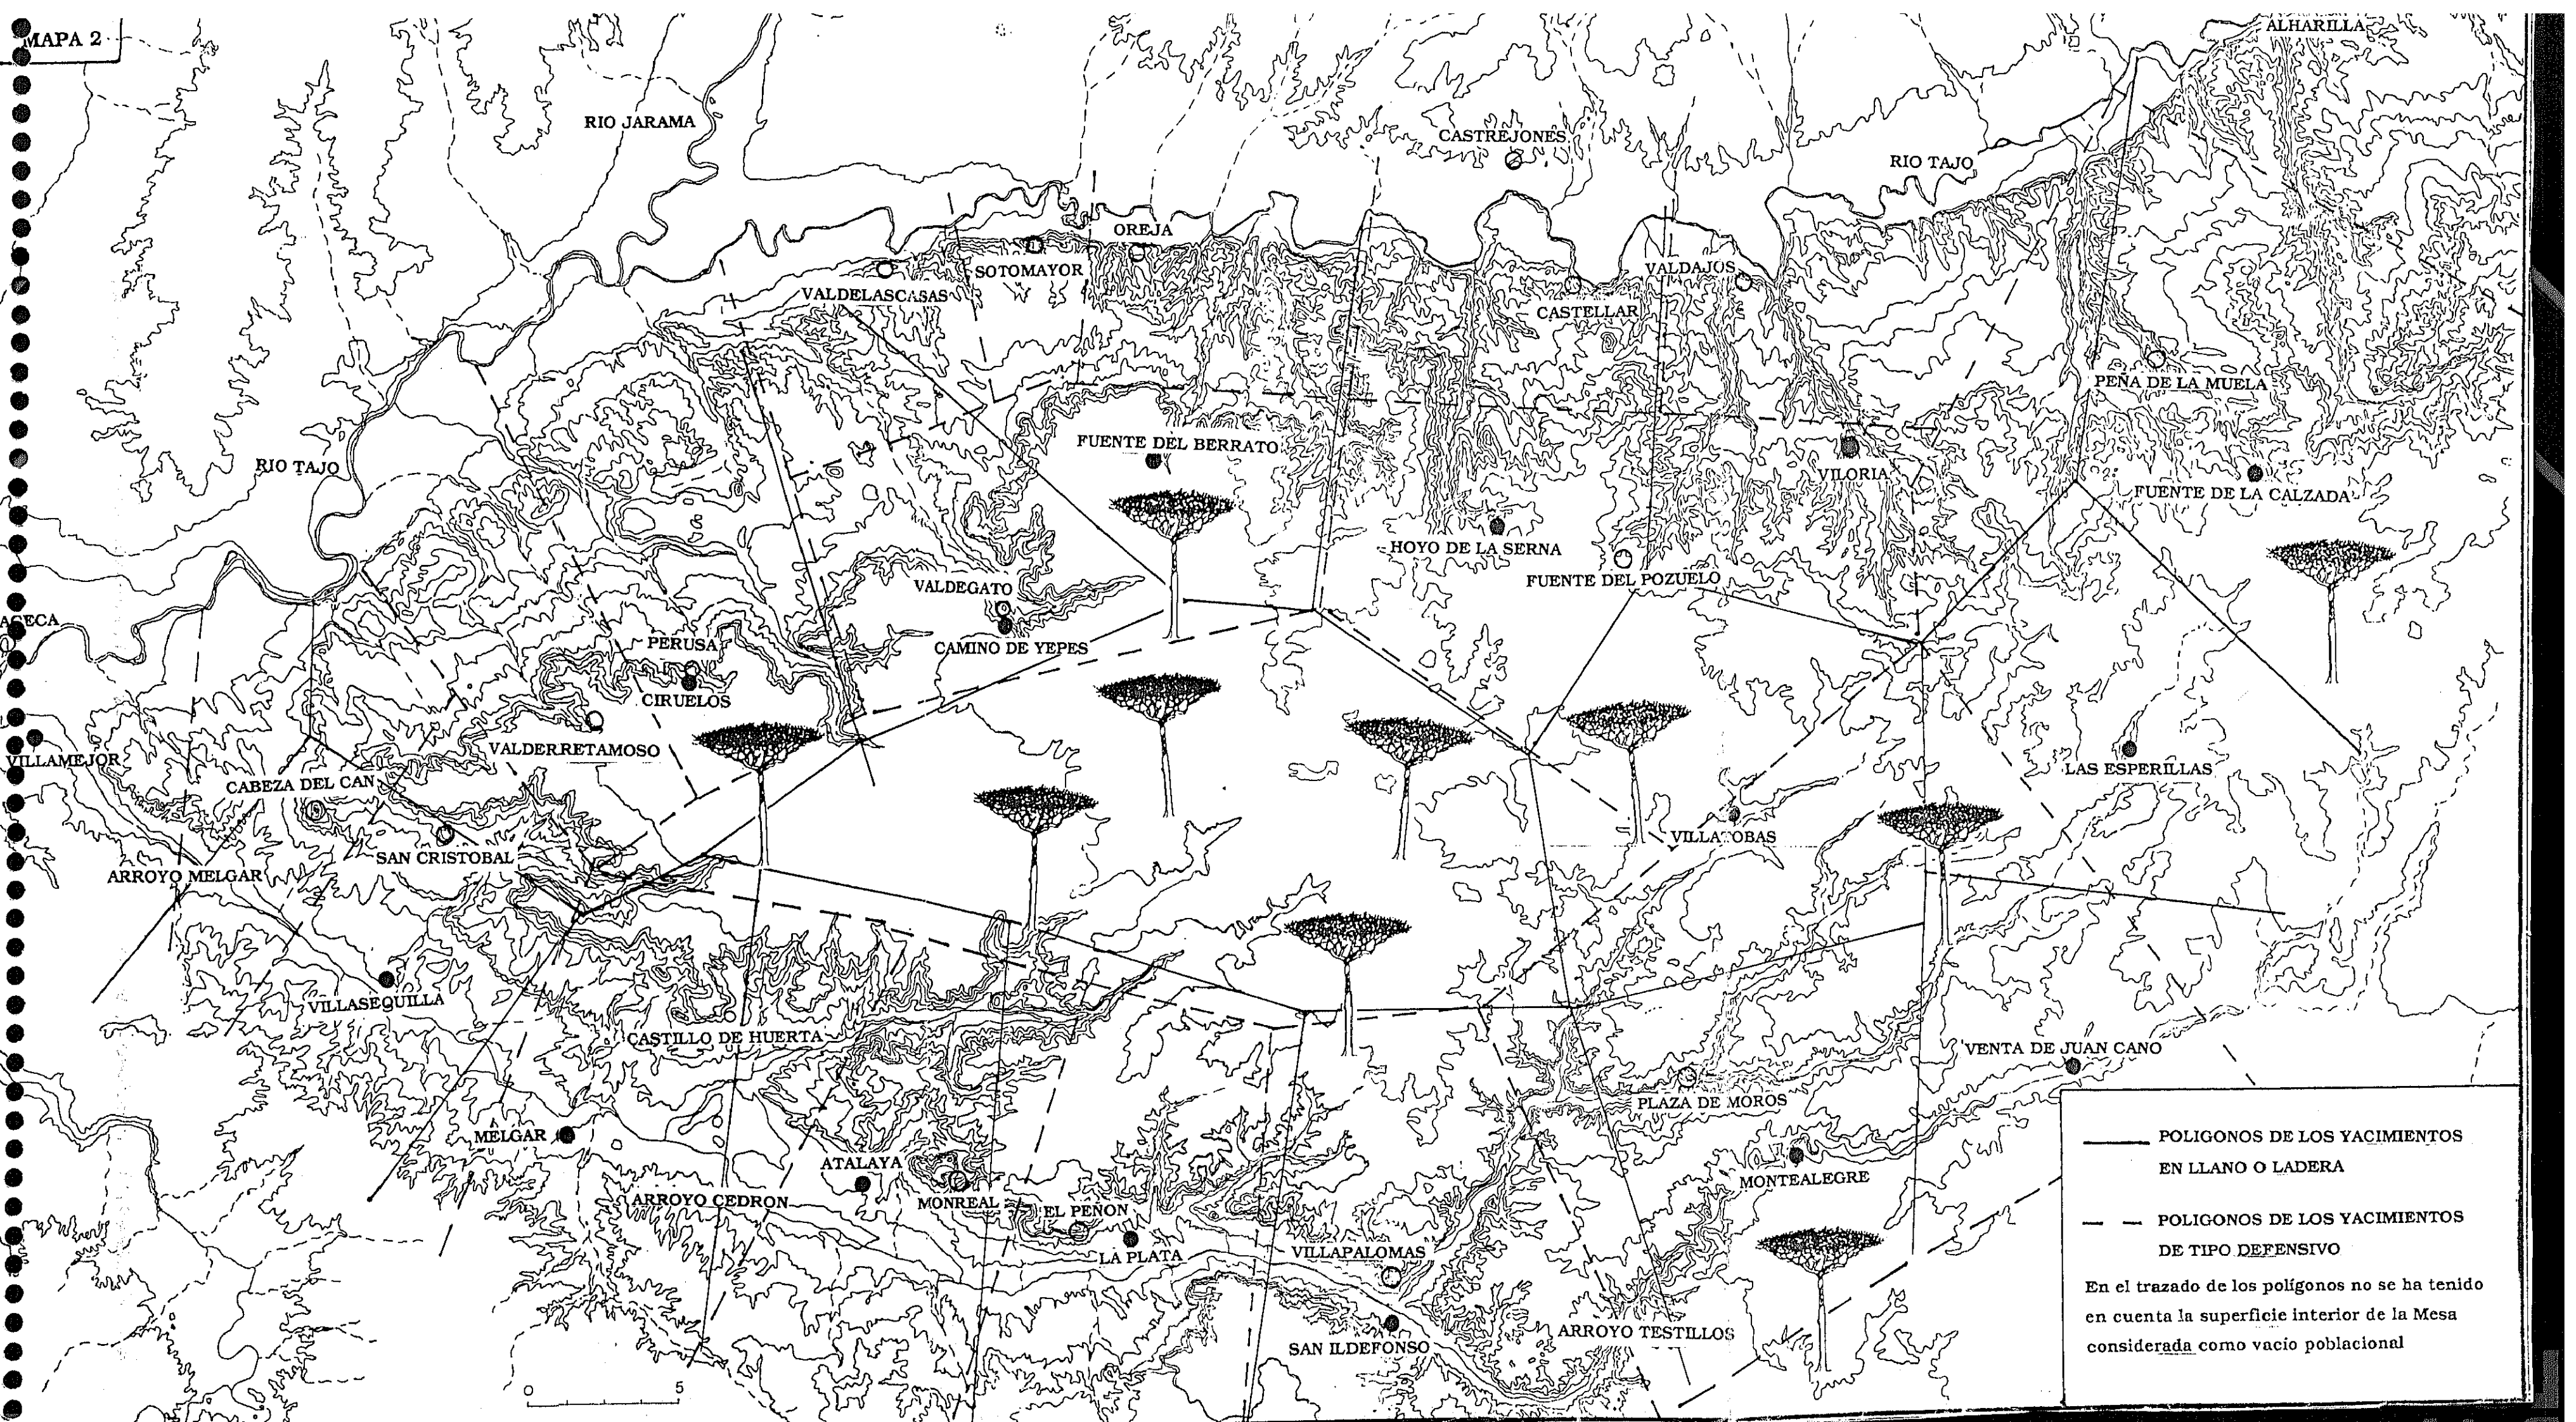 MAPA 2
ALHARILLA
RIO JARAMA
CASTREJONES
RIO TAJO
OREJA
SOTOMAYOR
VALDAJOS
VALDELASCASAS
CASTELLAR
PEÑA DE LA MUELA
FUENTE DEL BERRATO
RIO TAJO
VILORIA
FUENTE DE LA CALZADA
HOYO DE LA SERNA
FUENTE DEL POZUELO
VALDEGATO
PERUSA
CAMINO DE YEPES
CIRUELOS
VALDERRETAMOSO
VILLAMEJOR
LAS ESPERILLAS
CABEZA DEL CAN
VILLATOBAS
SAN CRISTOBAL
ARROYO MELGAR
VILLASEQUILLA
CASTILLO DE HUERTA
VENTA DE JUAN CANO
PLAZA DE MOROS
MELGAR
ATALAYA
MONTEALEGRE
ARROYO CEDRON
MONREAL
EL PEÑON
LA PLATA
VILLAPALOMAS
ARROYO TESTILLOS
SAN ILDEFONSO
0 5
POLIGONOS DE LOS YACIMIENTOS
EN LLANO O LADERA
POLIGONOS DE LOS YACIMIENTOS
DE TIPO DEFENSIVO
En el trazado de los polígonos no se ha tenido
en cuenta la superficie interior de la Mesa
considerada como vacío poblacional